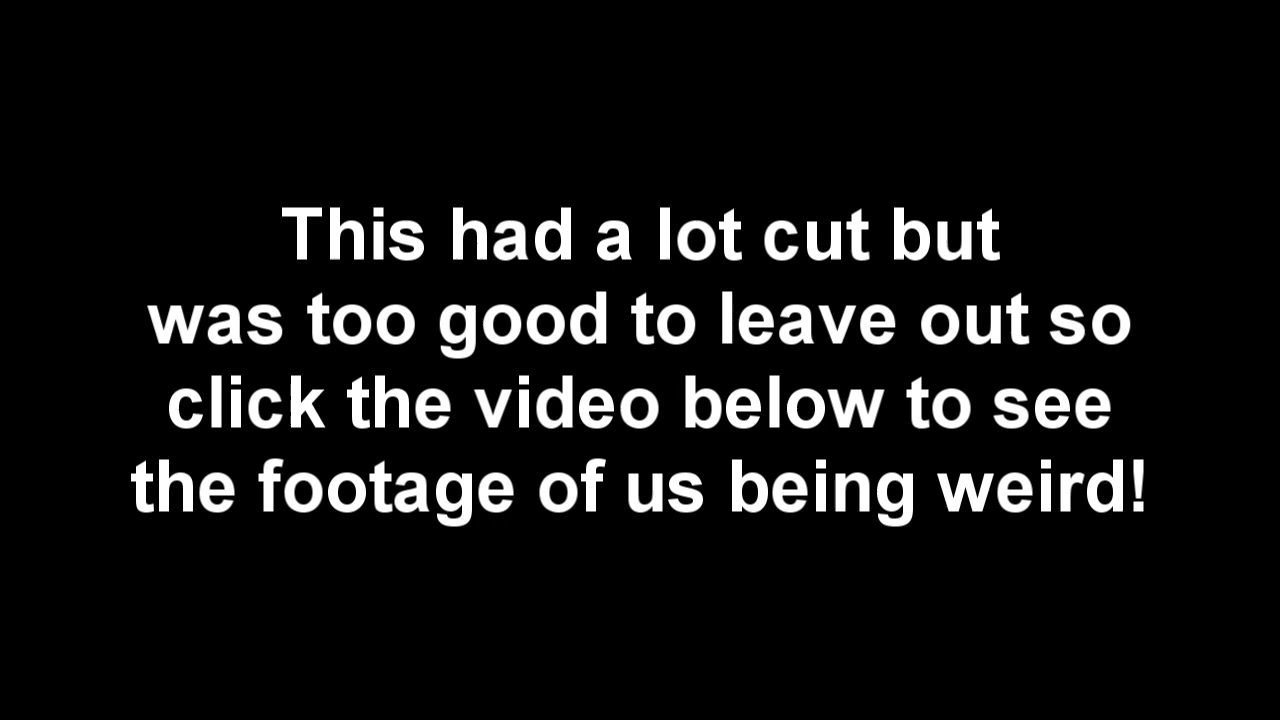 This had a lot cut but
was too good to leave out so
click the video below to see
the footage of us being weird!